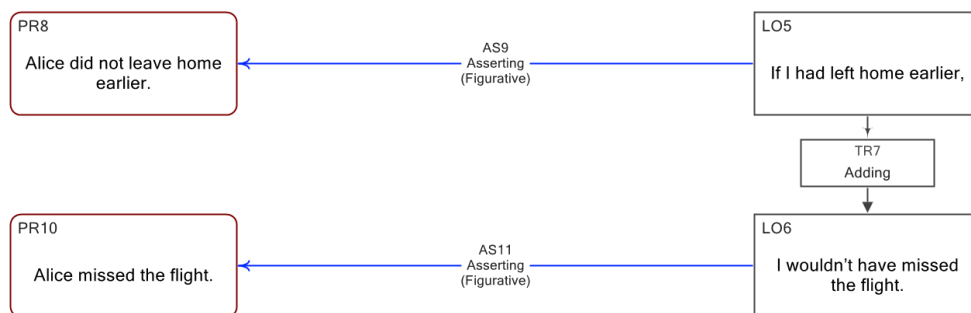 PR8
Alice did not leave home
earlier.
AS9
Asserting
(Figurative)
LO5
If I had left home earlier,
TR7
Adding
PR10
Alice missed the flight.
AS11
Asserting
(Figurative)
LO6
I wouldn't have missed
the flight.